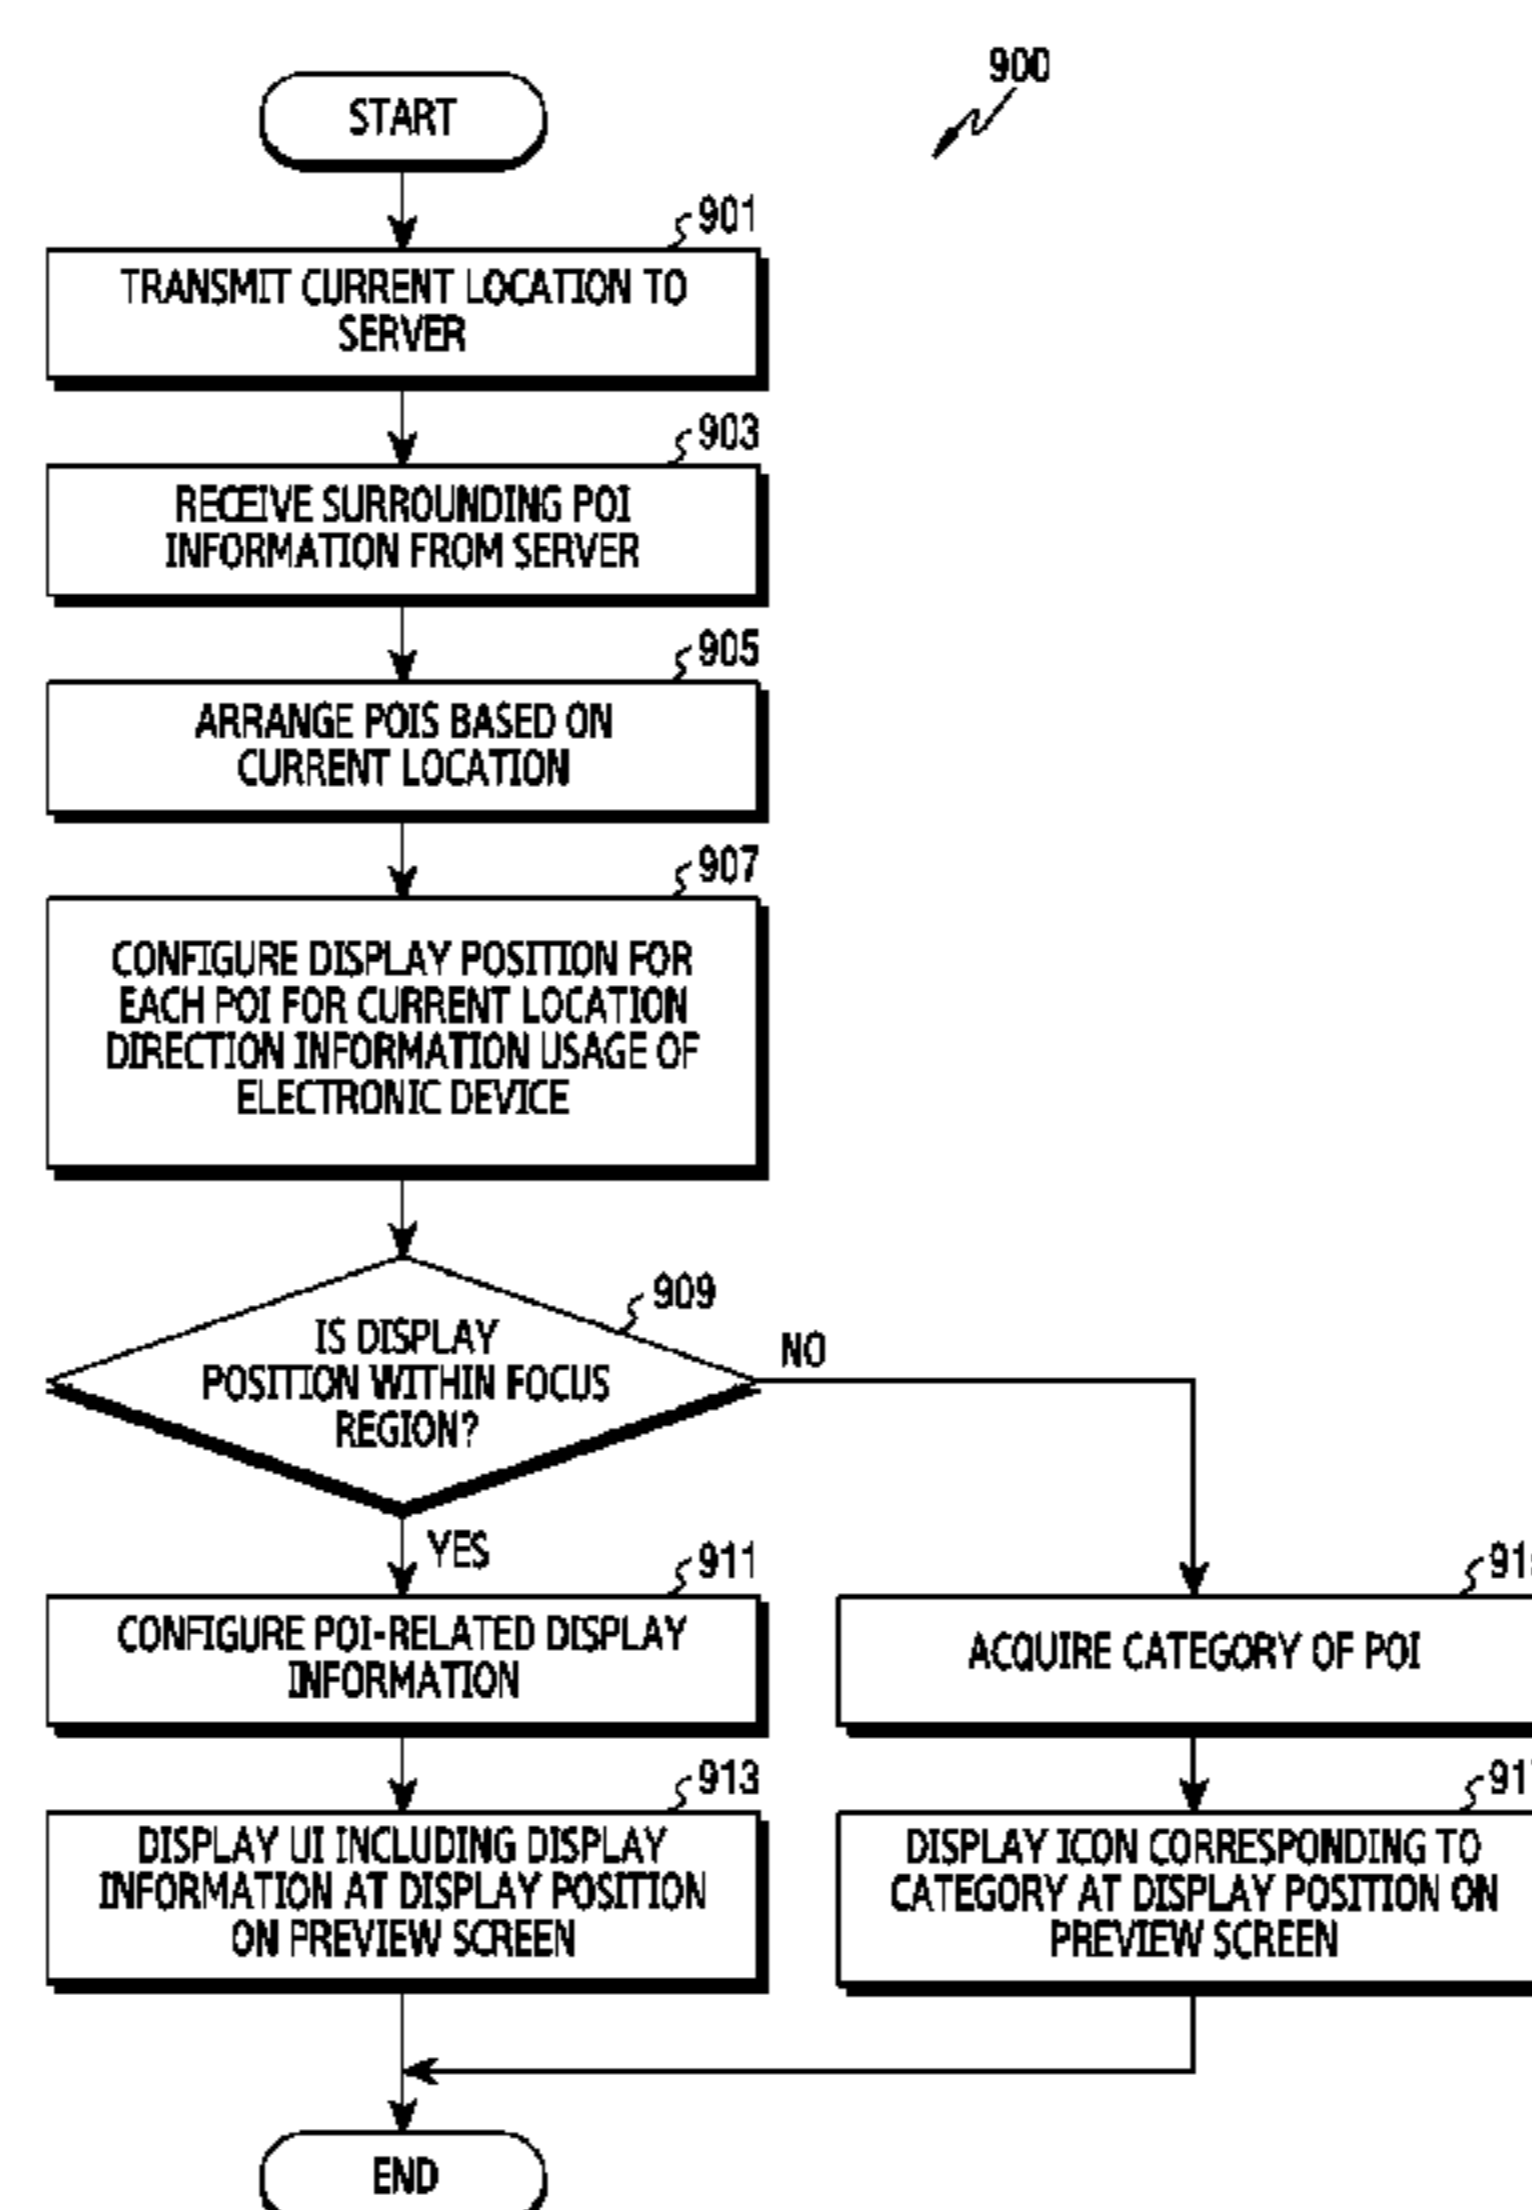 900
START
901
TRANSMIT CURRENT LOCATION TO
SERVER
903
RECEIVE SURROUNDING POI
INFORMATION FROM SERVER
905
ARRANGE POIS BASED ON
CURRENT LOCATION
907
CONFIGURE DISPLAY POSITION FOR
EACH POI FOR CURRENT LOCATION
DIRECTION INFORMATION USAGE OF
ELECTRONIC DEVICE
909
IS DISPLAY
POSITION WITHIN FOCUS
REGION?
NO
YES
911
CONFIGURE POI-RELATED DISPLAY
INFORMATION
ACQUIRE CATEGORY OF POI
913
DISPLAY UI INCLUDING DISPLAY
INFORMATION AT DISPLAY POSITION
ON PREVIEW SCREEN
DISPLAY ICON CORRESPONDING TO
CATEGORY AT DISPLAY POSITION ON
PREVIEW SCREEN
END